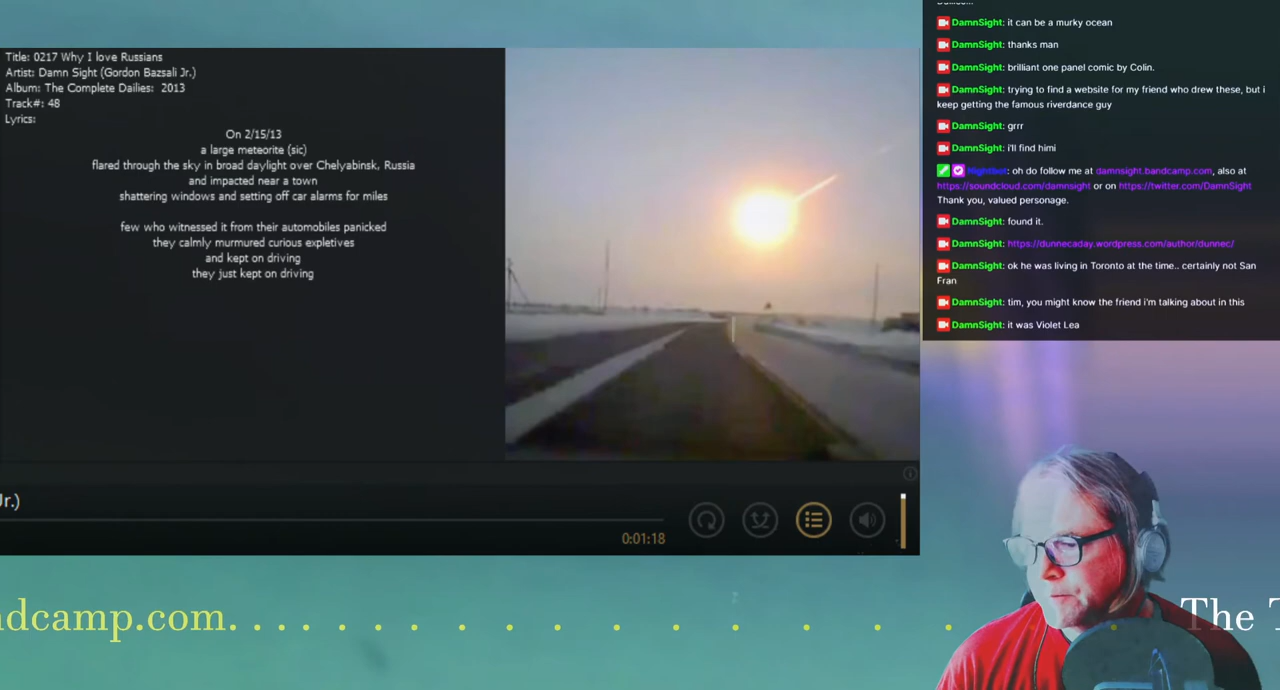 Title: 0217 Why I love Russians
Artist: Damn Sight (Gordon Bazsali Jr.)
Album: The Complete Dailies: 2013
Track#: 48
Lyrics:
On 2/15/13
a large meteorite (sic)
flared through the sky in broad daylight over Chelyabinsk, Russia
and impacted near a town
shattering windows and setting off car alarms for miles
few who witnessed it from their automobiles panicked
they calmly murmured curious expletives
and kept on driving
they just kept on driving
Jr.)
0:01:18
DamnSight: it can be a murky ocean
DamnSight: thanks man
DamnSight: brilliant one panel comic by Colin.
DamnSight: trying to find a website for my friend who drew these, but i
keep getting the famous riverdance guy
DamnSight: grrr
DamnSight: i'll find himi
Nightbot: oh do follow me at damnsight.bandcamp.com, also at
https://soundcloud.com/damnsight or on https://twitter.com/DamnSight
Thank you, valued personage.
DamnSight: found it.
DamnSight: https://dunnecaday.wordpress.com/author/dunnec/
DamnSight: ok he was living in Toronto at the time.. certainly not San
Fran
DamnSight: tim, you might know the friend i'm talking about in this
DamnSight: it was Violet Lea
ndcamp.com. . . . . . . . . . . . . . . . The T